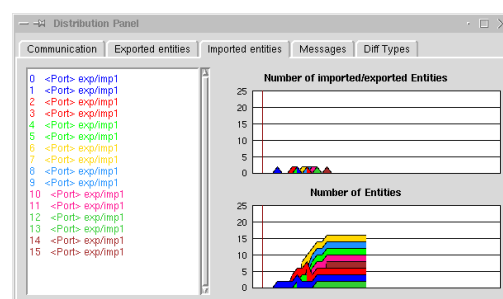 Distribution Panel
Communication Exported entities Imported entities Messages Diff Types
0 <Port> exp/imp1
1 <Port> exp/imp1
2 <Port> exp/imp1
3 <Port> exp/imp1
4 <Port> exp/imp1
5 <Port> exp/imp1
6 <Port> exp/imp1
7 <Port> exp/imp1
8 <Port> exp/imp1
9 <Port> exp/imp1
10 <Port> exp/imp1
11 <Port> exp/imp1
12 <Port> exp/imp1
13 <Port> exp/imp1
14 <Port> exp/imp1
15 <Port> exp/imp1
Number of imported/exported Entities
25
20
15
10
5
0
Number of Entities
25
20
15
10
5
0